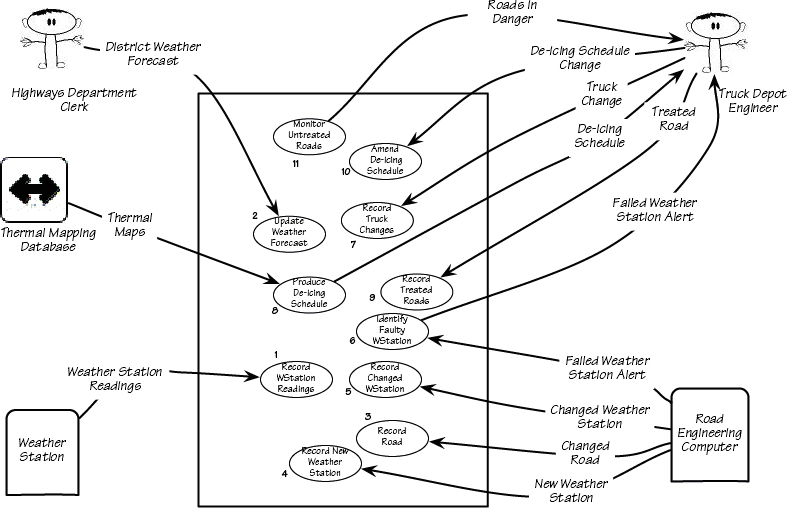 Roads in
Danger
District Weather
Forecast
De-icing Schedule
Change
Highways Department
Clerk
Truck
Change
Truck Depot
Engineer
Treated
Road
De-icing
Schedule
Monitor
Untreated
Roads
11
Amend
De-icing
Schedule
10
Thermal Mapping
Database
Thermal
Maps
2
Update
Weather
Forecast
Record
Truck
Changes
7
Failed Weather
Station Alert
Produce
De-icing
Schedule
8
Record
Treated
Roads
9
Identify
Faulty
WStation
6
Weather Station
Readings
1
Record
WStation
Readings
Record
Changed
WStation
5
Failed Weather
Station Alert
Weather
Station
3
Record
Road
Changed Weather
Station
Road
Engineering
Computer
Record New
Weather
Station
4
Changed
Road
New Weather
Station